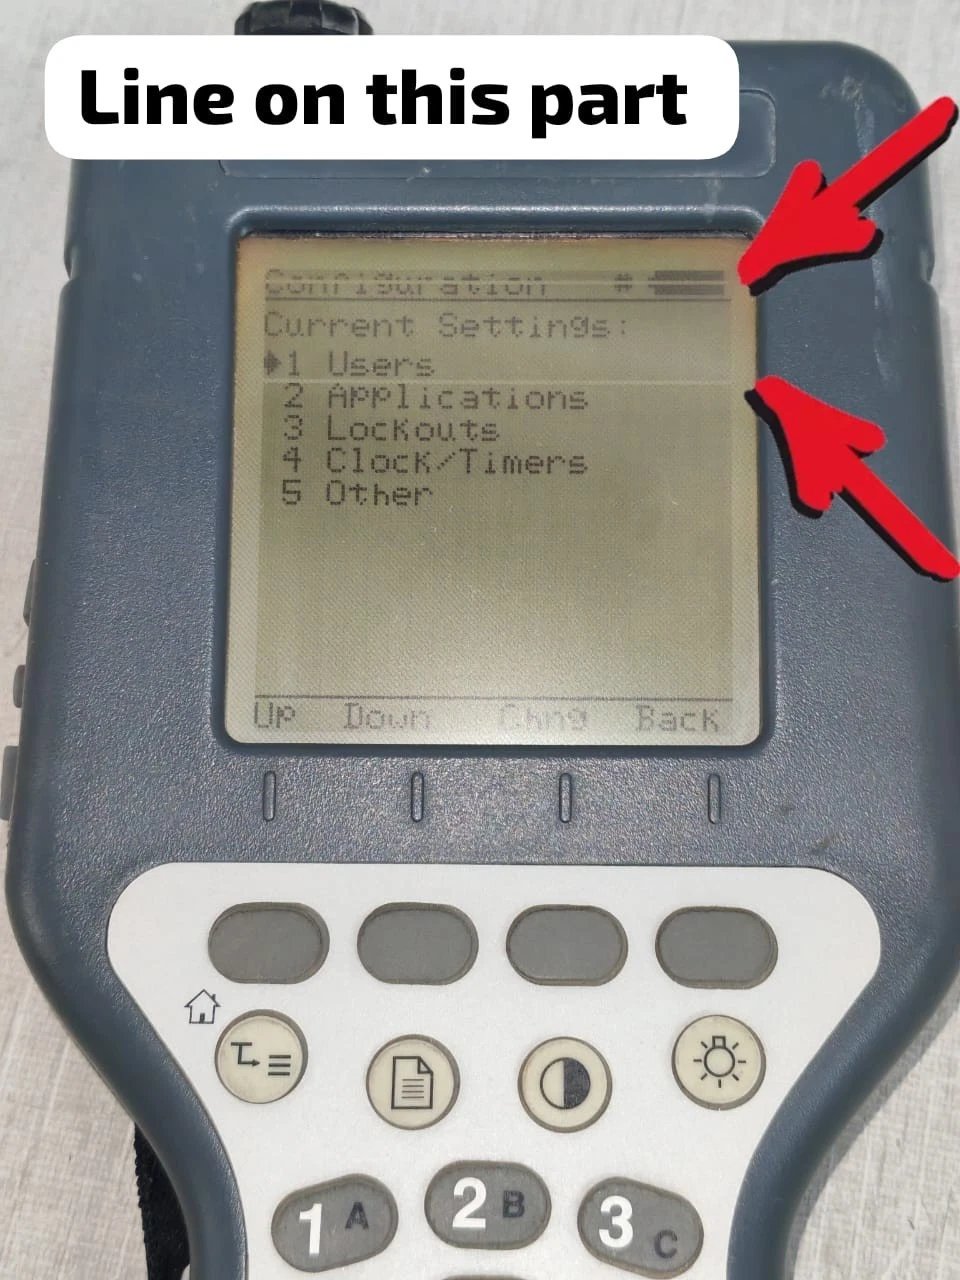 Line on this part
Configuration #
Current Settings:
1 Users
2 Applications
3 Lockouts
4 Clock/Timers
5 Other
Up Down Chng Back
1 A 2 B 3 C